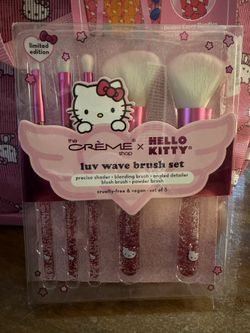 limited
edition
THE
CRÈME
shop
x
HELLO
KITTY
luv wave brush set
precise shader • blending brush • angled detailer
blush brush • powder brush
cruelty-free & vegan • set of 5